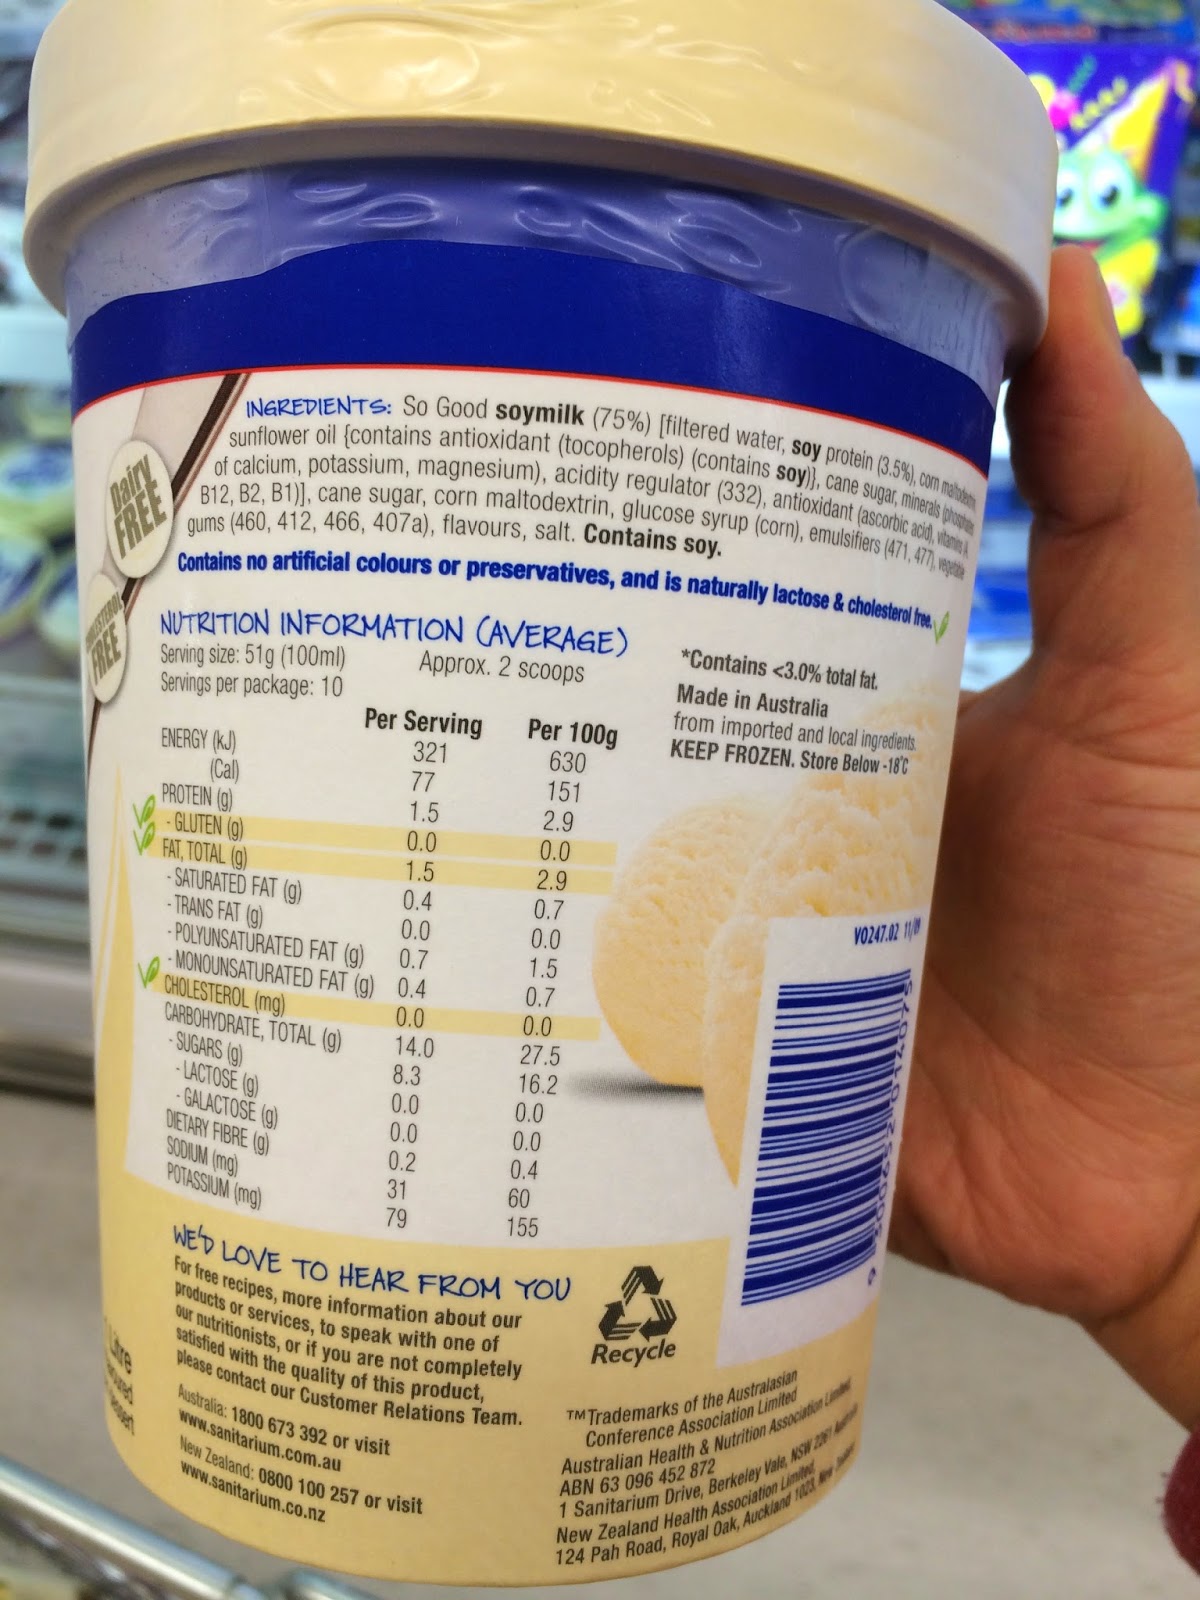 INGREDIENTS: So Good soymilk (75%) [filtered water, soy protein (3.5%), corn maltodextrin,
sunflower oil {contains antioxidant (tocopherols) (contains soy)}, cane sugar, minerals (phosphates
of calcium, potassium, magnesium), acidity regulator (332), antioxidant (ascorbic acid), vitamins A,
B12, B2, B1)], cane sugar, corn maltodextrin, glucose syrup (corn), emulsifiers (471, 477), vegetable
gums (460, 412, 466, 407a), flavours, salt. Contains soy.
Contains no artificial colours or preservatives, and is naturally lactose & cholesterol free.
Dairy
FREE
FREE
NUTRITION INFORMATION (AVERAGE)
Serving size: 51g (100ml) Approx. 2 scoops
Servings per package: 10
Per Serving Per 100g
ENERGY (kJ) 321 630
(Cal) 77 151
PROTEIN (g) 1.5 2.9
- GLUTEN (g) 0.0 0.0
FAT, TOTAL (g) 1.5 2.9
- SATURATED FAT (g) 0.4 0.7
- TRANS FAT (g) 0.0 0.0
- POLYUNSATURATED FAT (g) 0.7 1.5
- MONOUNSATURATED FAT (g) 0.4 0.7
CHOLESTEROL (mg) 0.0 0.0
CARBOHYDRATE, TOTAL (g) 14.0 27.5
- SUGARS (g) 8.3 16.2
- LACTOSE (g) 0.0 0.0
- GALACTOSE (g) 0.0 0.0
DIETARY FIBRE (g) 0.2 0.4
SODIUM (mg) 31 60
POTASSIUM (mg) 79 155
*Contains <3.0% total fat.
Made in Australia
from imported and local ingredients.
KEEP FROZEN. Store Below -18°C
V0247.02 11/09
WE'D LOVE TO HEAR FROM YOU
For free recipes, more information about our
products or services, to speak with one of
our nutritionists, or if you are not completely
satisfied with the quality of this product,
please contact our Customer Relations Team.
Australia: 1800 673 392 or visit
www.sanitarium.com.au
New Zealand: 0800 100 257 or visit
www.sanitarium.co.nz
Recycle
TM Trademarks of the Australasian
Conference Association Limited
Australian Health & Nutrition Association Limited,
ABN 63 096 452 872
1 Sanitarium Drive, Berkeley Vale, NSW 2261 Australia
New Zealand Health Association Limited,
124 Pah Road, Royal Oak, Auckland 1023, New Zealand
Litre